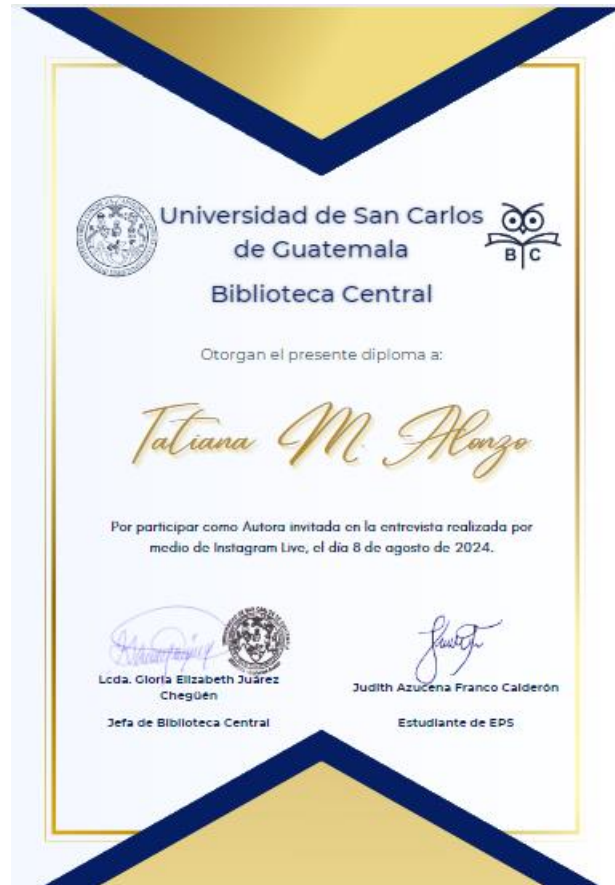 Universidad de San Carlos
de Guatemala
B C
Biblioteca Central
Otorgan el presente diploma a:
Tatiana M. Alonzo
Por participar como Autora invitada en la entrevista realizada por
medio de Instagram Live, el día 8 de agosto de 2024.
Lcda. Gloria Elizabeth Juárez
Chegüén
Jefa de Biblioteca Central
Judith Azucena Franco Calderón
Estudiante de EPS